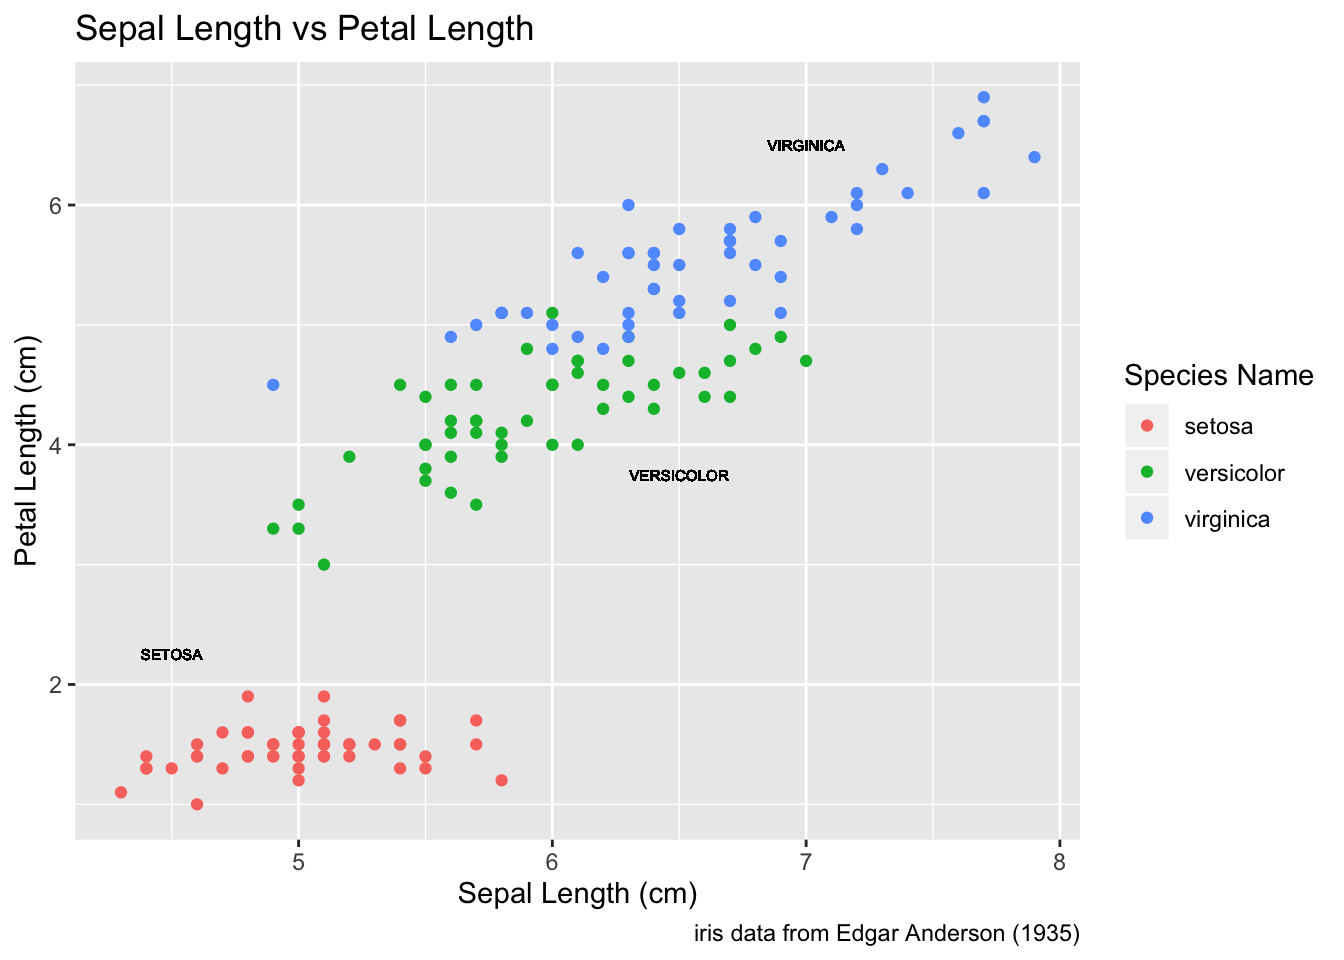 Sepal Length vs Petal Length
VIRGINICA
6
Species Name
setosa
versicolor
virginica
4
Petal Length (cm)
VERSICOLOR
SETOSA
2
5 6 7 8
Sepal Length (cm)
iris data from Edgar Anderson (1935)